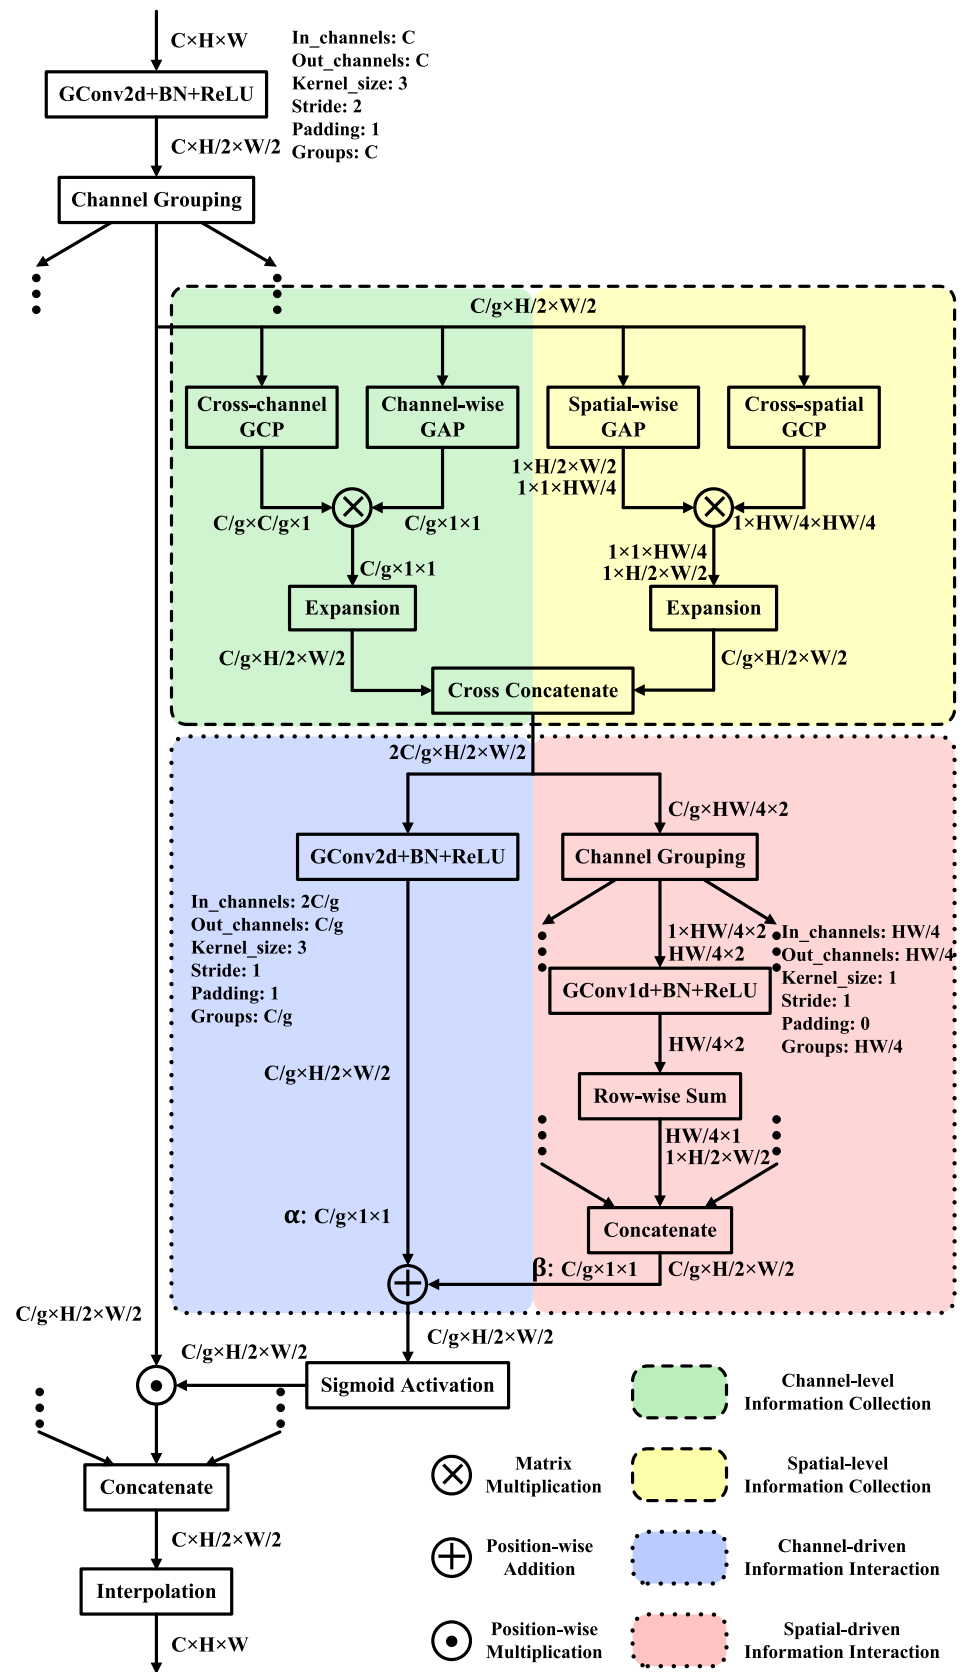 C×H×W
In_channels: C
Out_channels: C
Kernel_size: 3
Stride: 2
Padding: 1
Groups: C
GConv2d+BN+ReLU
C×H/2×W/2
Channel Grouping
C/g×H/2×W/2
Cross-channel
GCP
Channel-wise
GAP
Spatial-wise
GAP
Cross-spatial
GCP
1×H/2×W/2
1×1×HW/4
C/g×C/g×1
C/g×1×1
1×HW/4×HW/4
C/g×1×1
1×1×HW/4
1×H/2×W/2
Expansion
Expansion
C/g×H/2×W/2
C/g×H/2×W/2
Cross Concatenate
2C/g×H/2×W/2
C/g×HW/4×2
GConv2d+BN+ReLU
Channel Grouping
In_channels: 2C/g
Out_channels: C/g
Kernel_size: 3
Stride: 1
Padding: 1
Groups: C/g
1×HW/4×2
HW/4×2
In_channels: HW/4
Out_channels: HW/4
Kernel_size: 1
Stride: 1
Padding: 0
Groups: HW/4
GConv1d+BN+ReLU
HW/4×2
C/g×H/2×W/2
Row-wise Sum
HW/4×1
1×H/2×W/2
α: C/g×1×1
Concatenate
β: C/g×1×1
C/g×H/2×W/2
C/g×H/2×W/2
C/g×H/2×W/2
C/g×H/2×W/2
Sigmoid Activation
Concatenate
C×H/2×W/2
Interpolation
C×H×W
Matrix
Multiplication
Position-wise
Addition
Position-wise
Multiplication
Channel-level
Information Collection
Spatial-level
Information Collection
Channel-driven
Information Interaction
Spatial-driven
Information Interaction